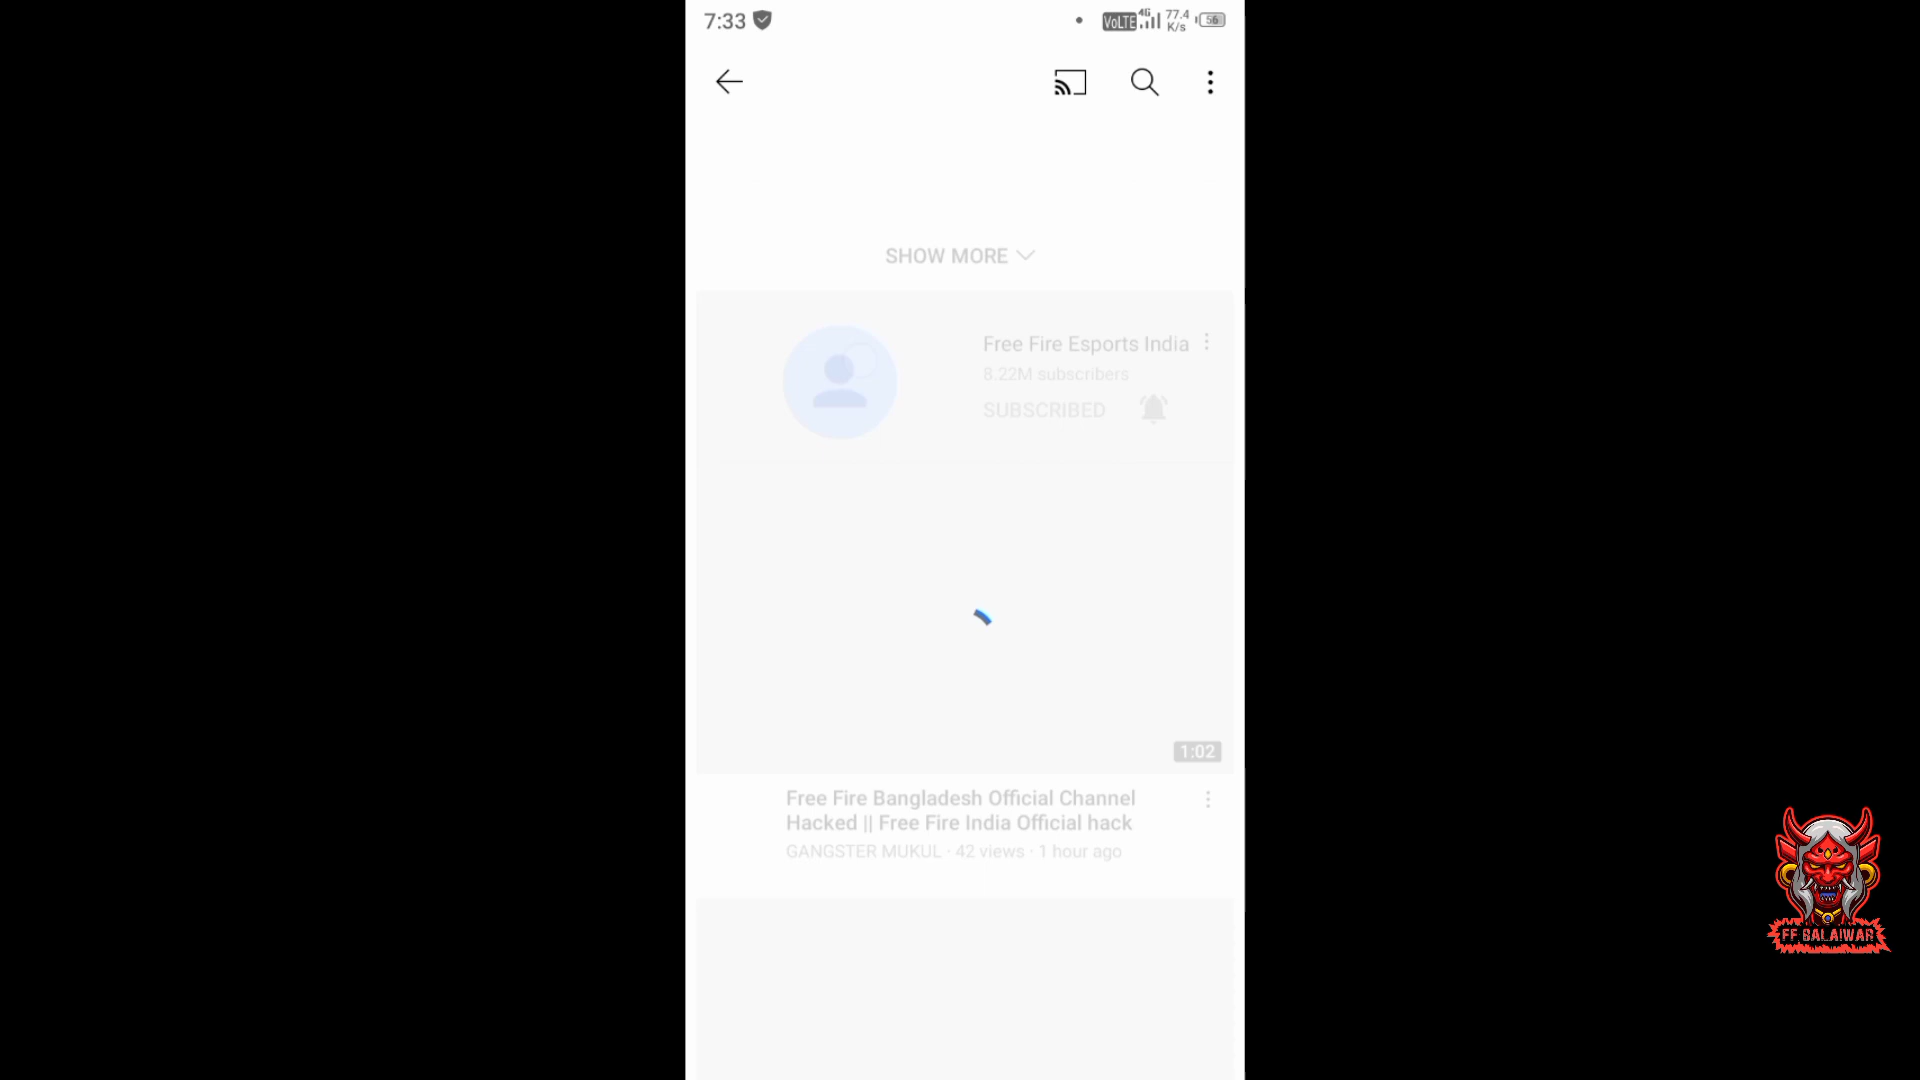 7:33
VoLTE 4G 77.4 K/s 56
SHOW MORE
Free Fire Esports India
8.22M subscribers
SUBSCRIBED
1:02
Free Fire Bangladesh Official Channel
Hacked || Free Fire India Official hack
GANGSTER MUKUL · 42 views · 1 hour ago
FF BALAIWAR